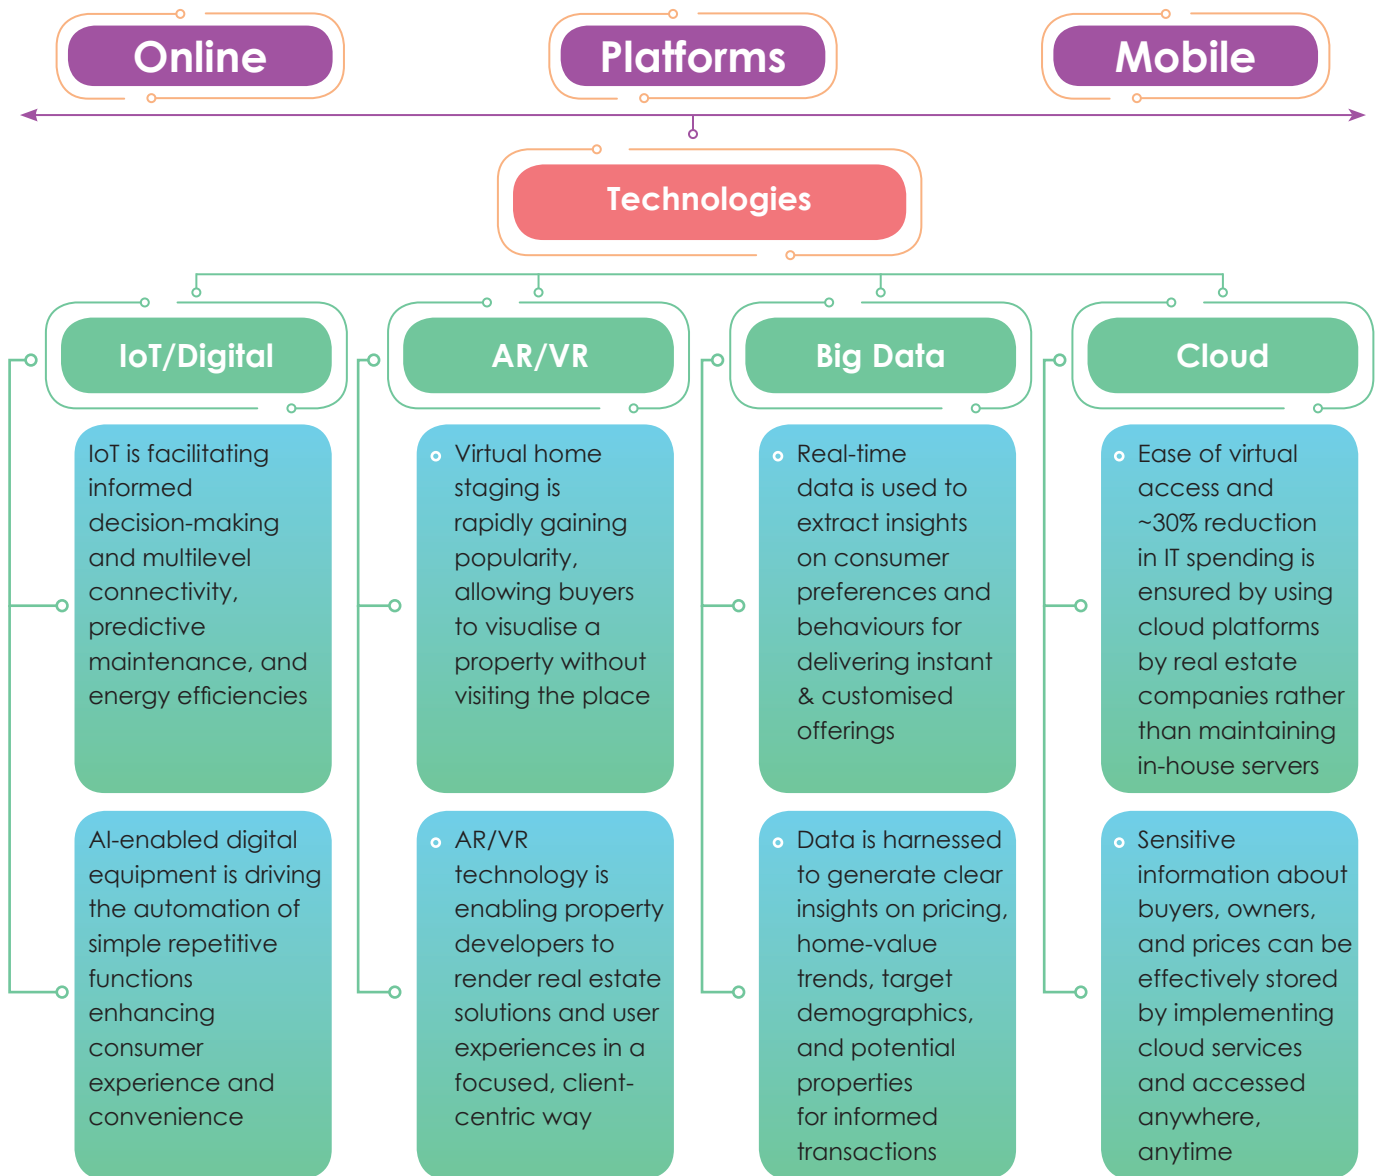 Online
Platforms
Mobile
Technologies
IoT/Digital
AR/VR
Big Data
Cloud
IoT is facilitating
informed
decision-making
and multilevel
connectivity,
predictive
maintenance, and
energy efficiencies
Virtual home
staging is
rapidly gaining
popularity,
allowing buyers
to visualise a
property without
visiting the place
Real-time
data is used to
extract insights
on consumer
preferences and
behaviours for
delivering instant
& customised
offerings
Ease of virtual
access and
~30% reduction
in IT spending is
ensured by using
cloud platforms
by real estate
companies rather
than maintaining
in-house servers
AI-enabled digital
equipment is driving
the automation of
simple repetitive
functions
enhancing
consumer
experience and
convenience
AR/VR
technology is
enabling property
developers to
render real estate
solutions and user
experiences in a
focused, client-
centric way
Data is harnessed
to generate clear
insights on pricing,
home-value
trends, target
demographics,
and potential
properties
for informed
transactions
Sensitive
information about
buyers, owners,
and prices can be
effectively stored
by implementing
cloud services
and accessed
anywhere,
anytime